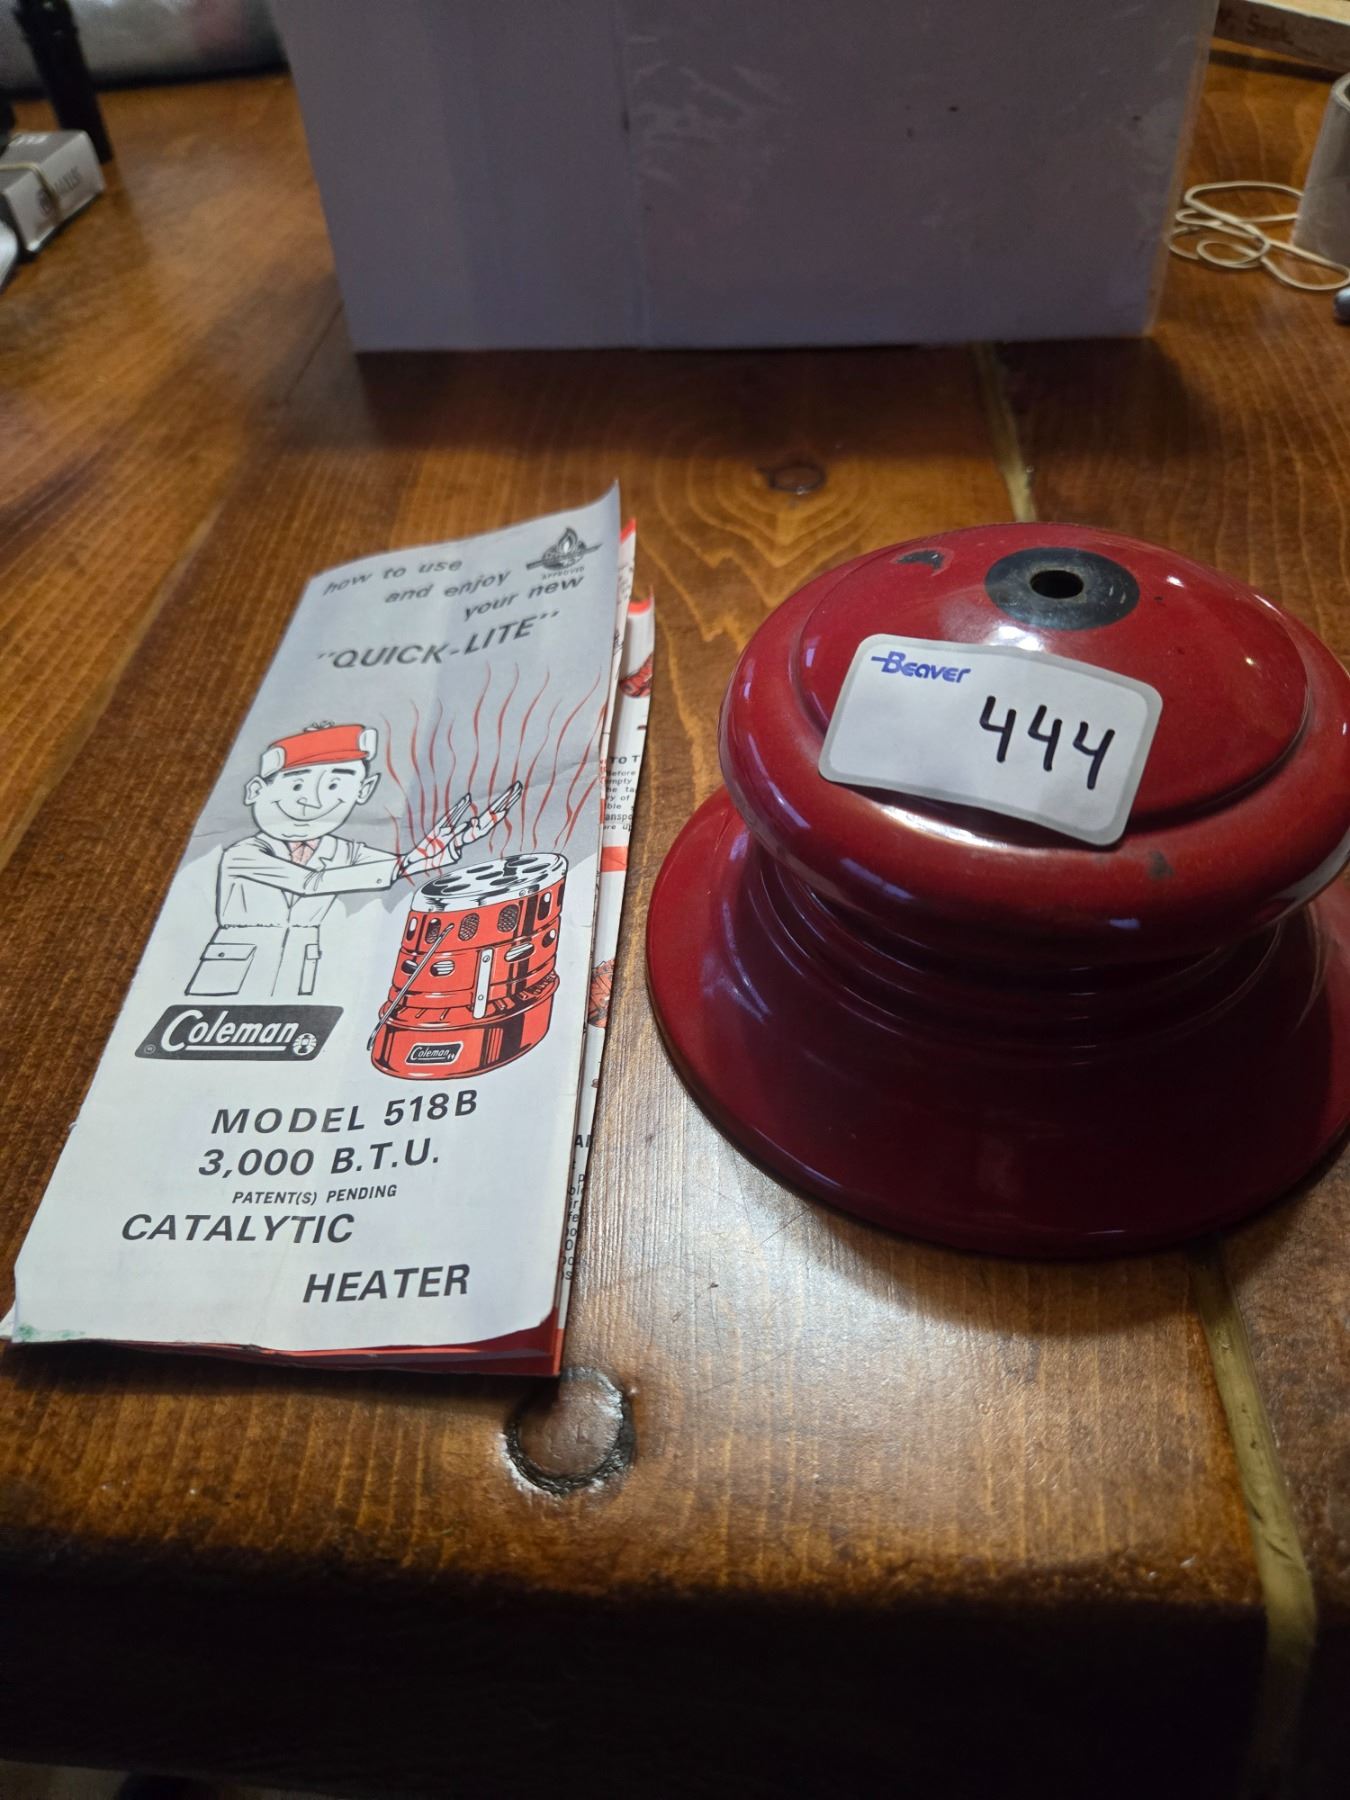 how to use
and enjoy
your new
"QUICK-LITE"
APPROVED
Coleman
Coleman
MODEL 518B
3,000 B.T.U.
PATENT(S) PENDING
CATALYTIC
HEATER
Beaver
444